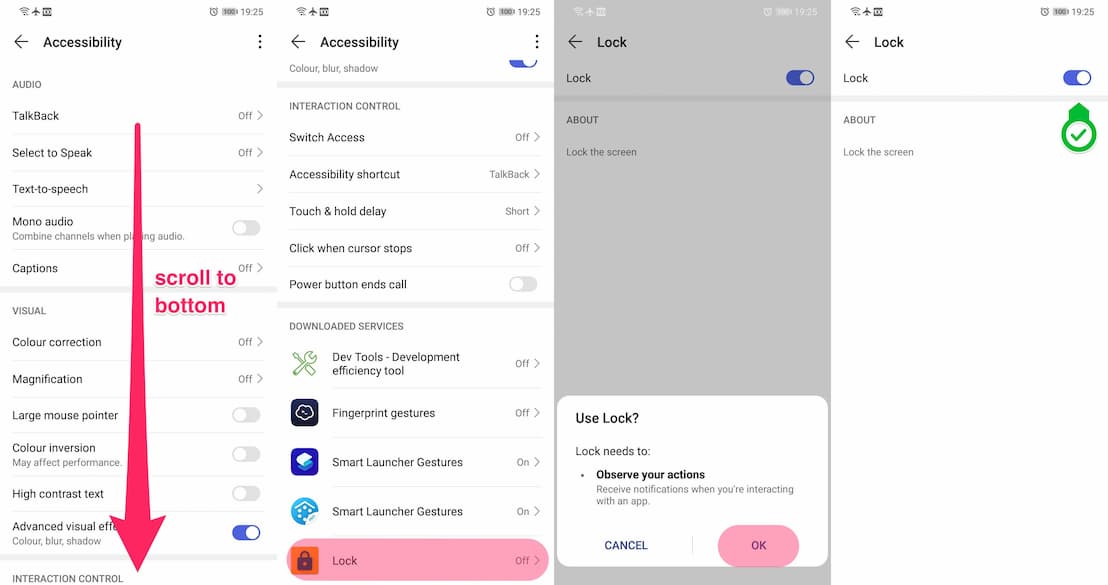 100 19:25
Accessibility
AUDIO
TalkBack Off
Select to Speak Off
Text-to-speech
Mono audio
Combine channels when playing audio.
Captions Off
scroll to
bottom
VISUAL
Colour correction Off
Magnification Off
Large mouse pointer
Colour inversion
May affect performance.
High contrast text
Advanced visual effe
Colour, blur, shadow
INTERACTION CONTROL
100 19:25
Accessibility
Colour, blur, shadow
INTERACTION CONTROL
Switch Access Off
Accessibility shortcut TalkBack
Touch & hold delay Short
Click when cursor stops Off
Power button ends call
DOWNLOADED SERVICES
Dev Tools - Development
efficiency tool Off
Fingerprint gestures Off
Smart Launcher Gestures On
Smart Launcher Gestures On
Lock Off
100 19:25
Lock
Lock
ABOUT
Lock the screen
Use Lock?
Lock needs to:
• Observe your actions
Receive notifications when you're interacting
with an app.
CANCEL OK
100 19:25
Lock
Lock
ABOUT
Lock the screen